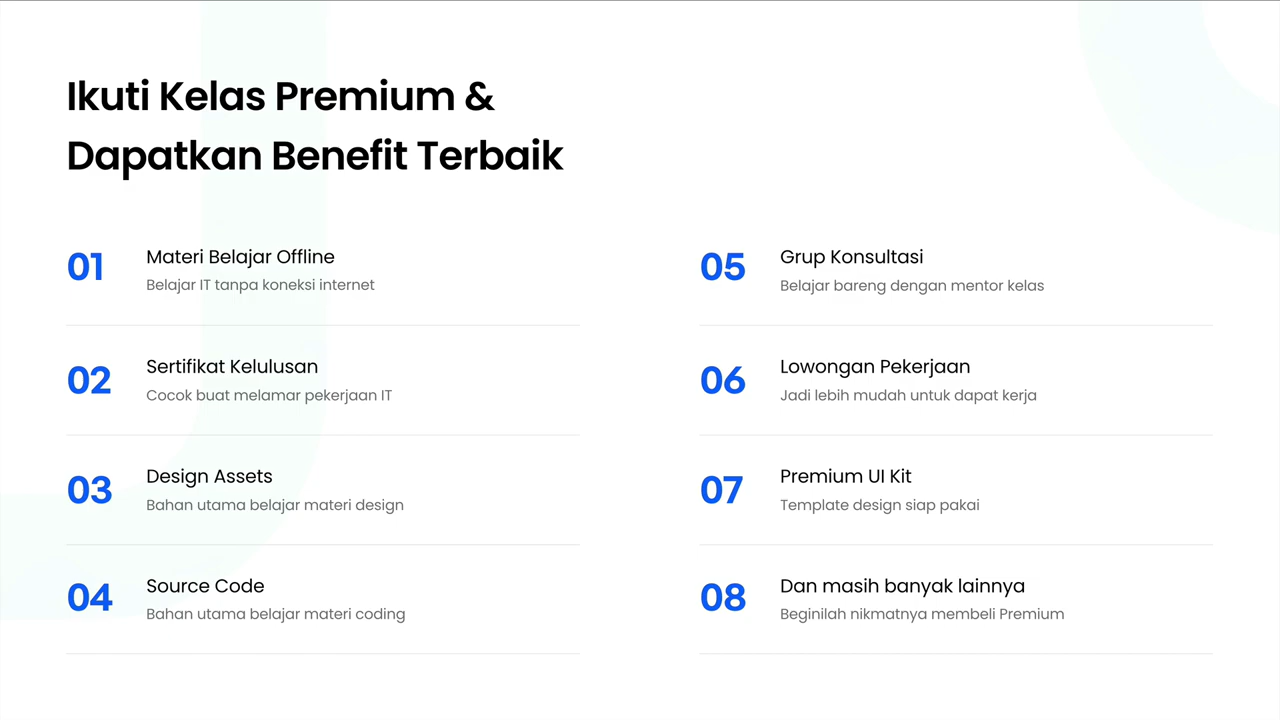 Ikuti Kelas Premium &
Dapatkan Benefit Terbaik
01
Materi Belajar Offline
Belajar IT tanpa koneksi internet
02
Sertifikat Kelulusan
Cocok buat melamar pekerjaan IT
03
Design Assets
Bahan utama belajar materi design
04
Source Code
Bahan utama belajar materi coding
05
Grup Konsultasi
Belajar bareng dengan mentor kelas
06
Lowongan Pekerjaan
Jadi lebih mudah untuk dapat kerja
07
Premium UI Kit
Template design siap pakai
08
Dan masih banyak lainnya
Beginilah nikmatnya membeli Premium